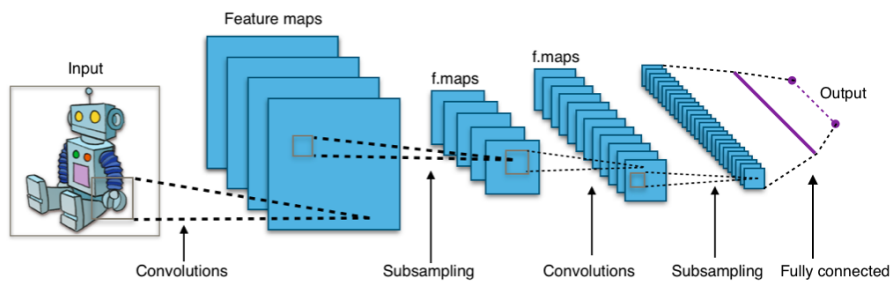 Feature maps
Input
f.maps
f.maps
Output
Convolutions
Subsampling
Convolutions
Subsampling
Fully connected